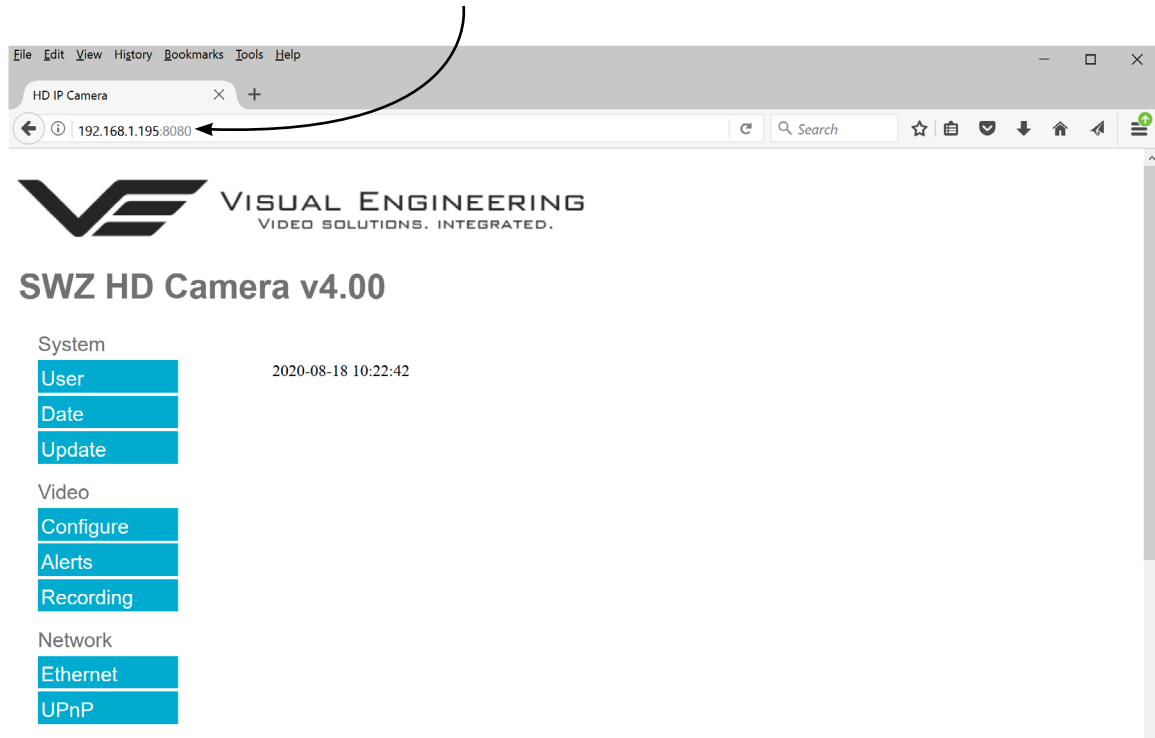 File Edit View History Bookmarks Tools Help
HD IP Camera
192.168.1.195:8080
Search
VISUAL ENGINEERING
VIDEO SOLUTIONS. INTEGRATED.
SWZ HD Camera v4.00
System
User
2020-08-18 10:22:42
Date
Update
Video
Configure
Alerts
Recording
Network
Ethernet
UPnP